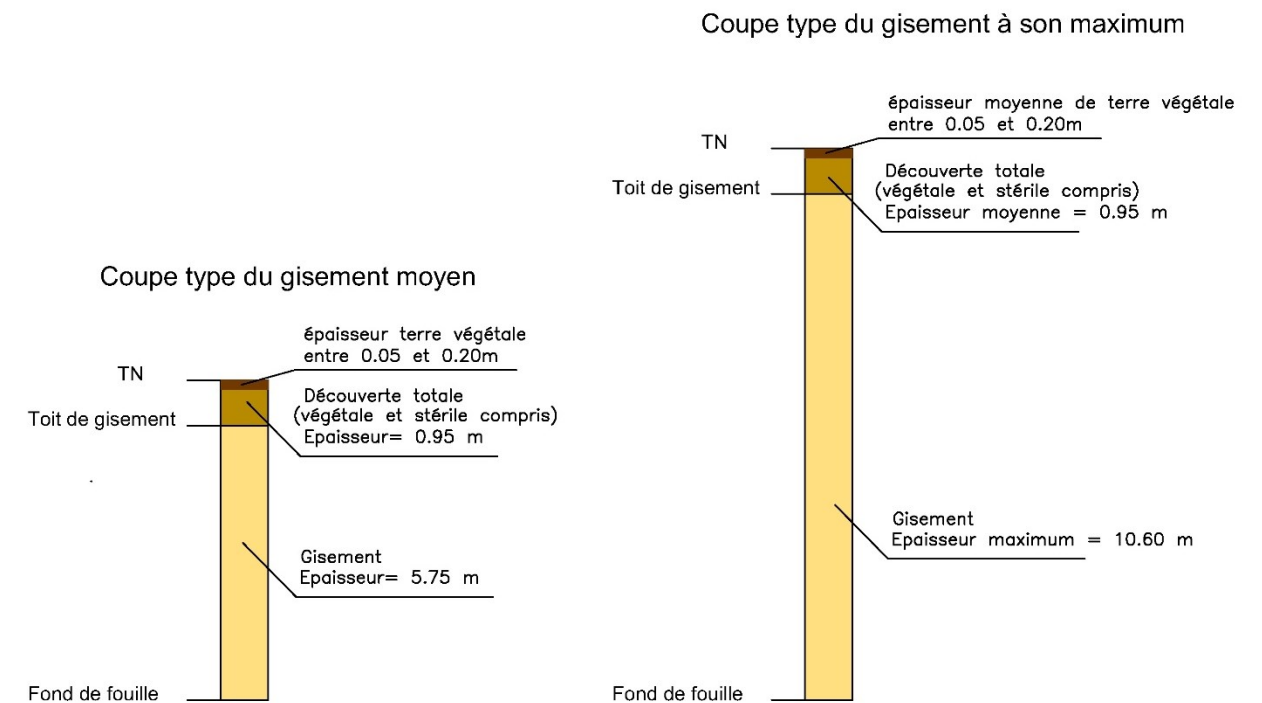 Coupe type du gisement moyen
épaisseur terre végétale
entre 0.05 et 0.20m
TN
Découverte totale
(végétale et stérile compris)
Epaisseur= 0.95 m
Toit de gisement
Gisement
Epaisseur= 5.75 m
Fond de fouille
Coupe type du gisement à son maximum
épaisseur moyenne de terre végétale
entre 0.05 et 0.20m
TN
Découverte totale
(végétale et stérile compris)
Epaisseur moyenne = 0.95 m
Toit de gisement
Gisement
Epaisseur maximum = 10.60 m
Fond de fouille